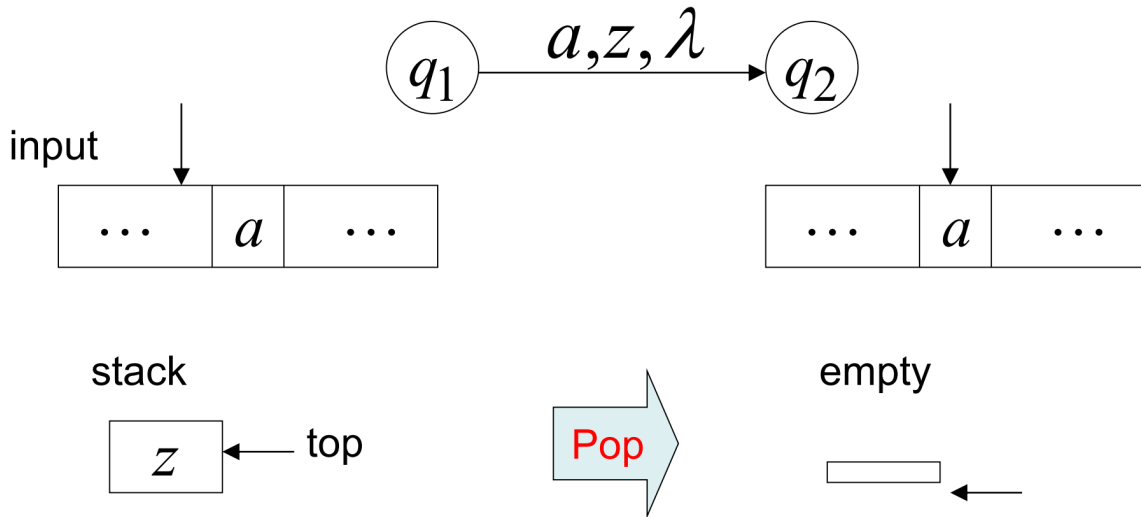 q₁ a,z,λ q₂
input
⋯ a ⋯ ⋯ a ⋯
stack empty
z top Pop